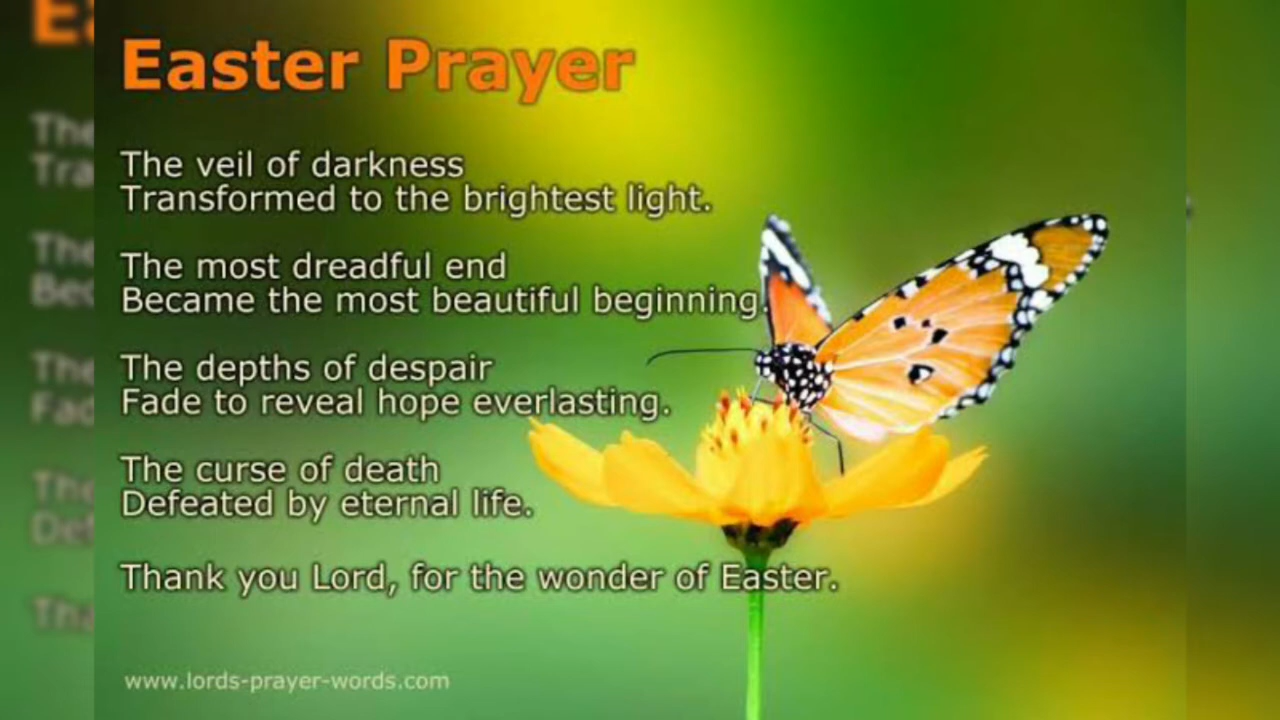 Easter Prayer
The veil of darkness
Transformed to the brightest light.
The most dreadful end
Became the most beautiful beginning.
The depths of despair
Fade to reveal hope everlasting.
The curse of death
Defeated by eternal life.
Thank you Lord, for the wonder of Easter.
www.lords-prayer-words.com